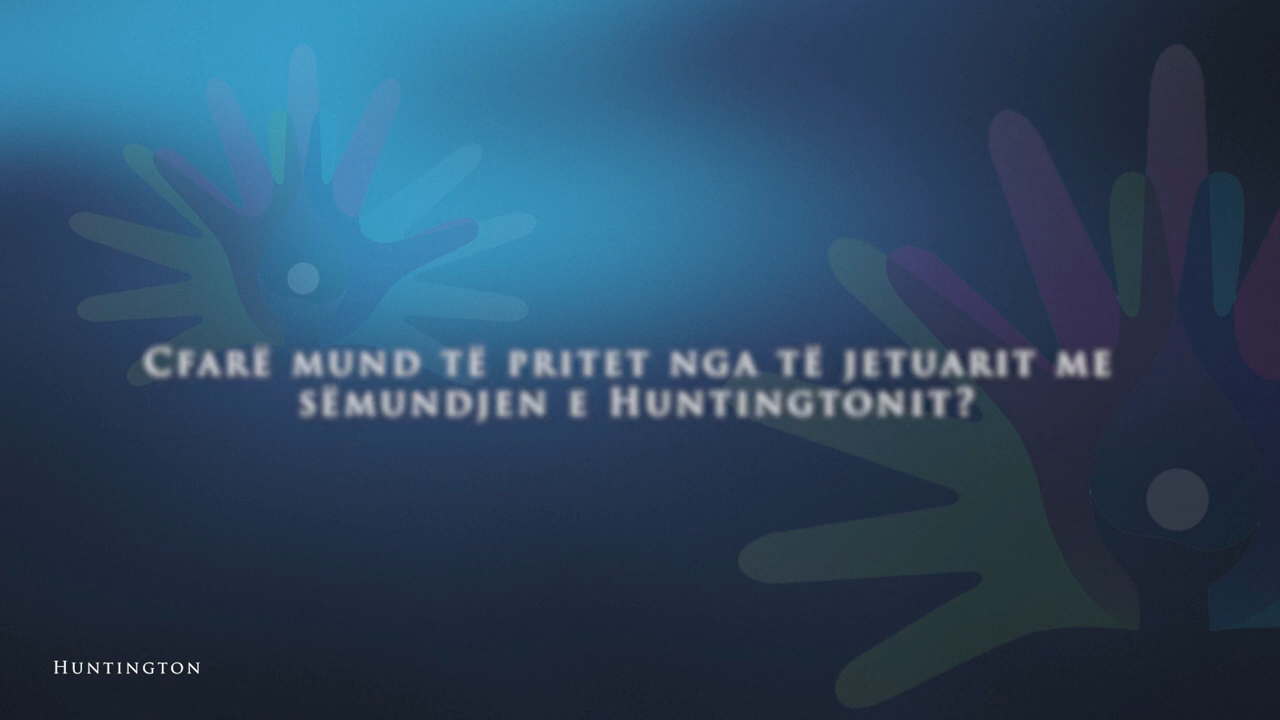 Cfarë mund të pritet nga të jetuarit me
sëmundjen e Huntingtonit?
Huntington